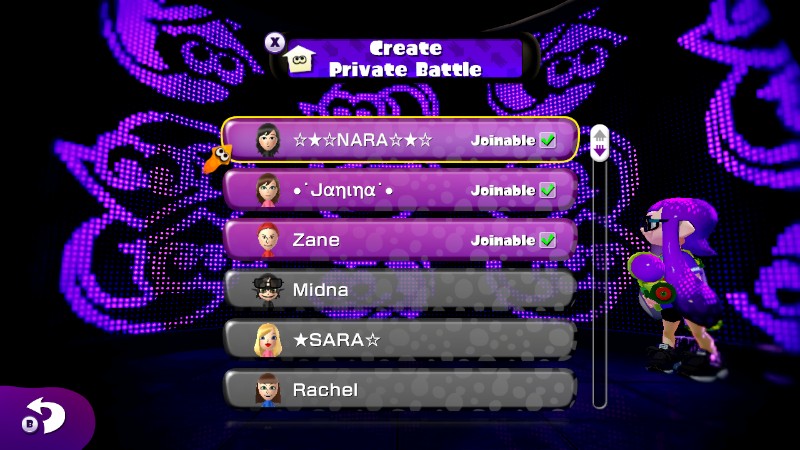 X
Create
Private Battle
☆★☆NARA☆★☆ Joinable
●˙Jαηιηα˙● Joinable
Zane Joinable
Midna
★SARA☆
Rachel
B